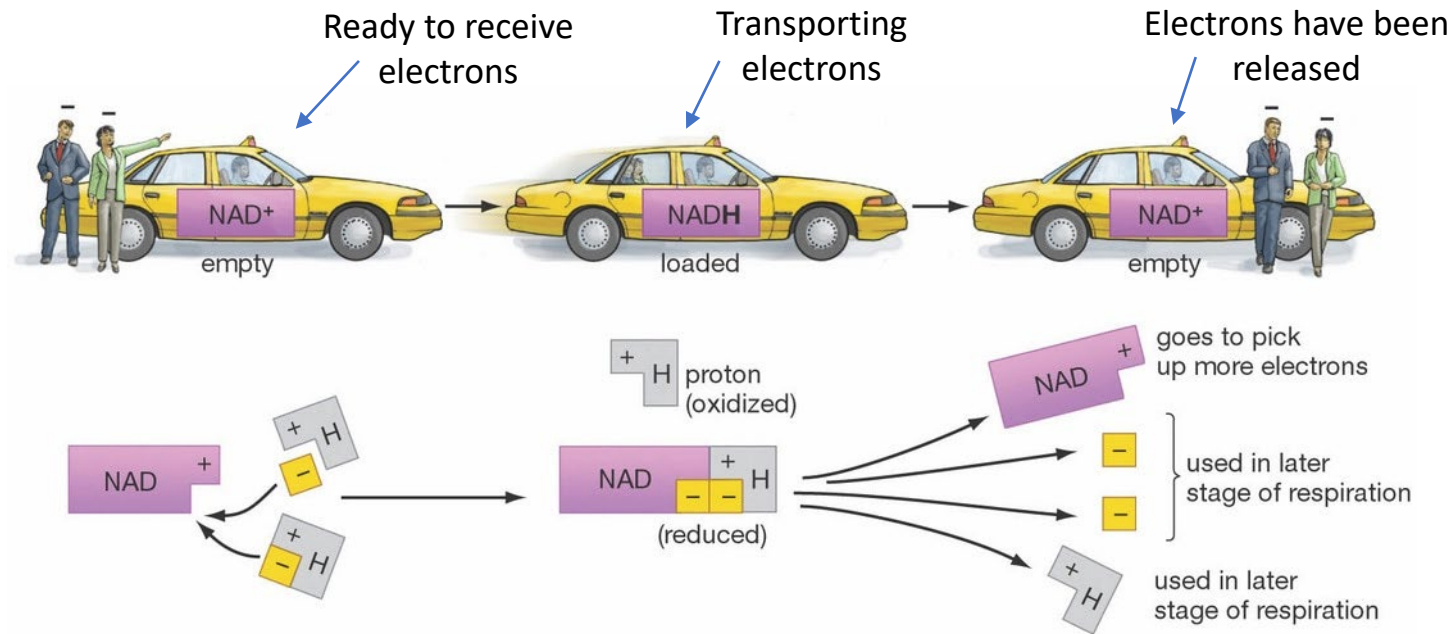 Ready to receive
electrons
Transporting
electrons
Electrons have been
released
− −
NAD⁺
empty
NADH
loaded
− −
NAD⁺
empty
NAD +
+ H
−
+ H
−
+ H
proton
(oxidized)
NAD
+ H
− −
(reduced)
NAD +
goes to pick
up more electrons
−
−
used in later
stage of respiration
+ H
used in later
stage of respiration